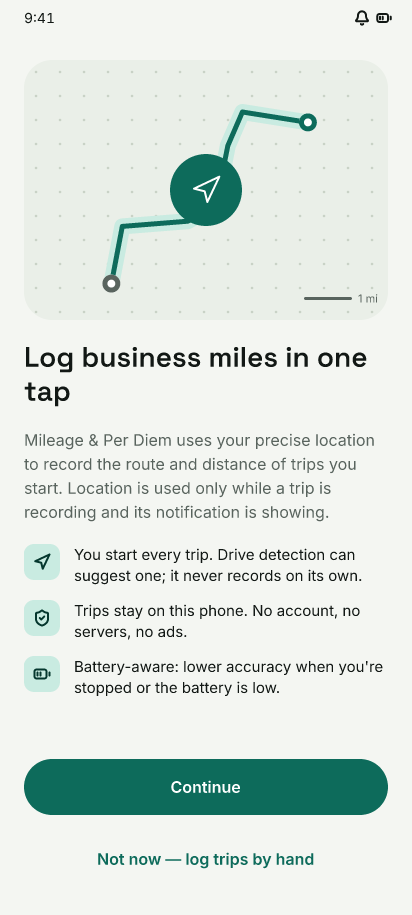 9:41
1 mi
Log business miles in one
tap
Mileage & Per Diem uses your precise location
to record the route and distance of trips you
start. Location is used only while a trip is
recording and its notification is showing.
You start every trip. Drive detection can
suggest one; it never records on its own.
Trips stay on this phone. No account, no
servers, no ads.
Battery-aware: lower accuracy when you're
stopped or the battery is low.
Continue
Not now — log trips by hand